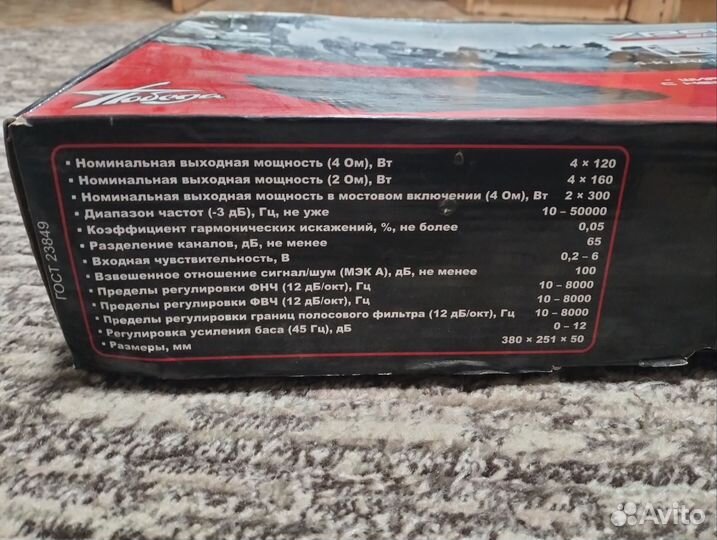 Победа
• Номинальная выходная мощность (4 Ом), Вт 4 × 120
• Номинальная выходная мощность (2 Ом), Вт 4 × 160
• Номинальная выходная мощность в мостовом включении (4 Ом), Вт 2 × 300
• Диапазон частот (-3 дБ), Гц, не уже 10 – 50000
• Коэффициент гармонических искажений, %, не более 0,05
• Разделение каналов, дБ, не менее 65
• Входная чувствительность, В 0,2 – 6
• Взвешенное отношение сигнал/шум (МЭК А), дБ, не менее 100
• Пределы регулировки ФНЧ (12 дБ/окт), Гц 10 – 8000
• Пределы регулировки ФВЧ (12 дБ/окт), Гц 10 – 8000
• Пределы регулировки границ полосового фильтра (12 дБ/окт), Гц 10 – 8000
• Регулировка усиления баса (45 Гц), дБ 0 – 12
• Размеры, мм 380 × 251 × 50
ГОСТ 23849
Avito